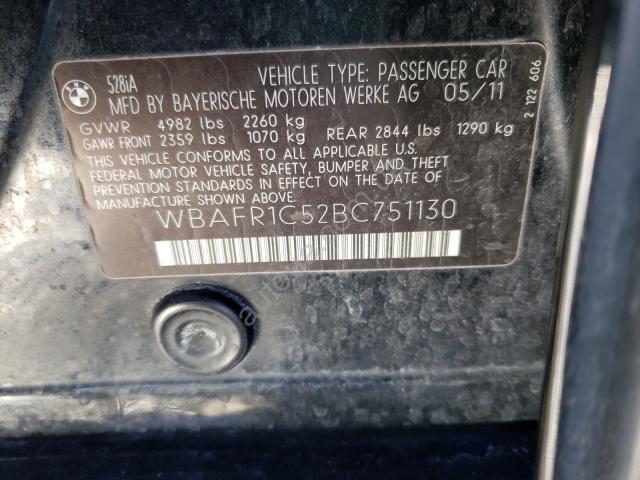 BMW
528iA VEHICLE TYPE: PASSENGER CAR
MFD BY BAYERISCHE MOTOREN WERKE AG 05/11
GVWR 4982 lbs 2260 kg
GAWR FRONT 2359 lbs 1070 kg REAR 2844 lbs 1290 kg
THIS VEHICLE CONFORMS TO ALL APPLICABLE U.S.
FEDERAL MOTOR VEHICLE SAFETY, BUMPER AND THEFT
PREVENTION STANDARDS IN EFFECT ON THE DATE
OF MANUFACTURE SHOWN ABOVE.
WBAFR1C52BC751130
2 122 606